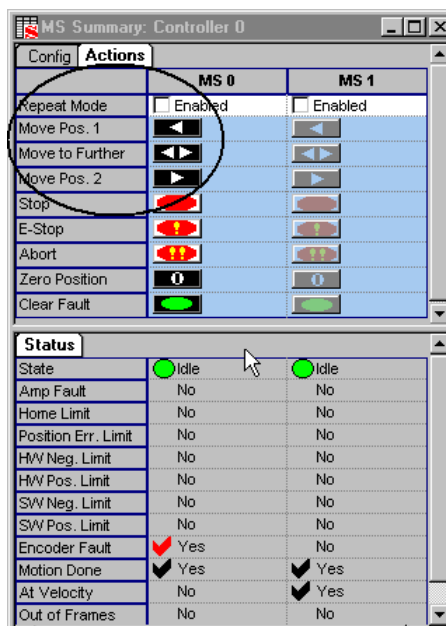 MS Summary: Controller 0
Config Actions
MS 0 MS 1
Repeat Mode Enabled Enabled
Move Pos. 1
Move to Further
Move Pos. 2
Stop
E-Stop ! !
Abort !! !!
Zero Position 0 0
Clear Fault
Status
State Idle Idle
Amp Fault No No
Home Limit No No
Position Err. Limit No No
HW Neg. Limit No No
HW Pos. Limit No No
SW Neg. Limit No No
SW Pos. Limit No No
Encoder Fault Yes No
Motion Done Yes Yes
At Velocity No Yes
Out of Frames No No